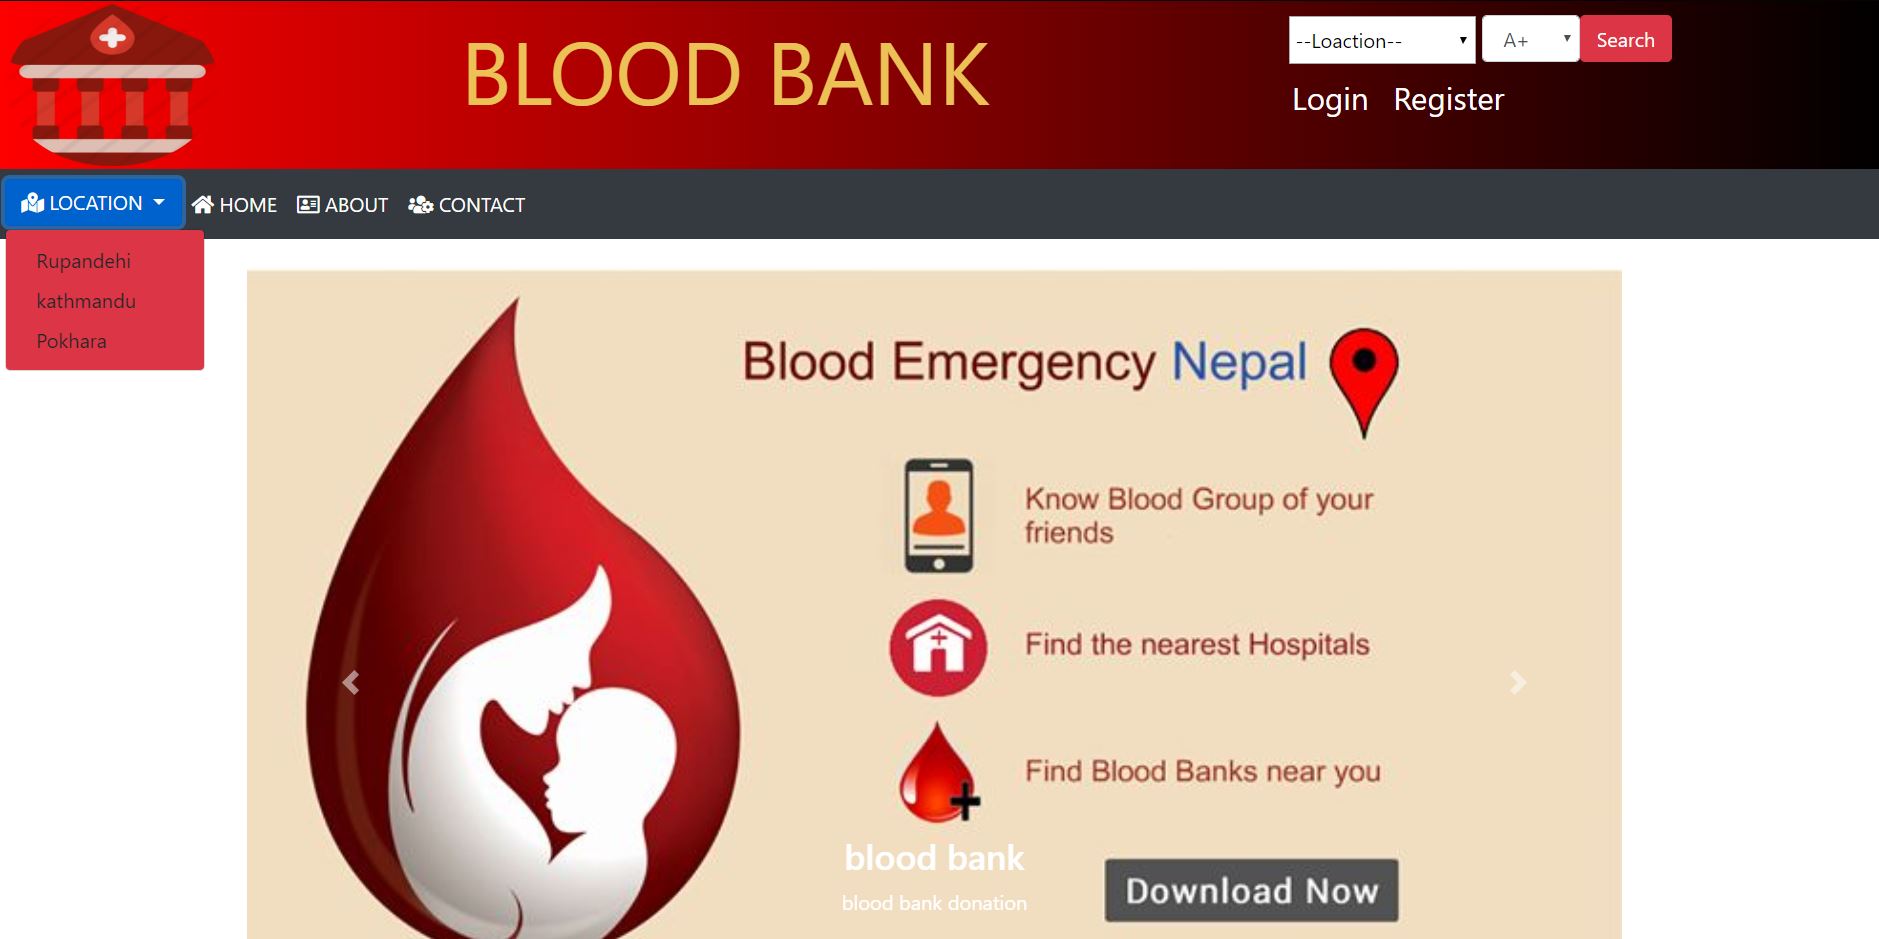 BLOOD BANK
--Loaction--
A+
Search
Login Register
LOCATION HOME ABOUT CONTACT
Rupandehi
kathmandu
Pokhara
Blood Emergency Nepal
Know Blood Group of your
friends
Find the nearest Hospitals
Find Blood Banks near you
blood bank
blood bank donation
Download Now